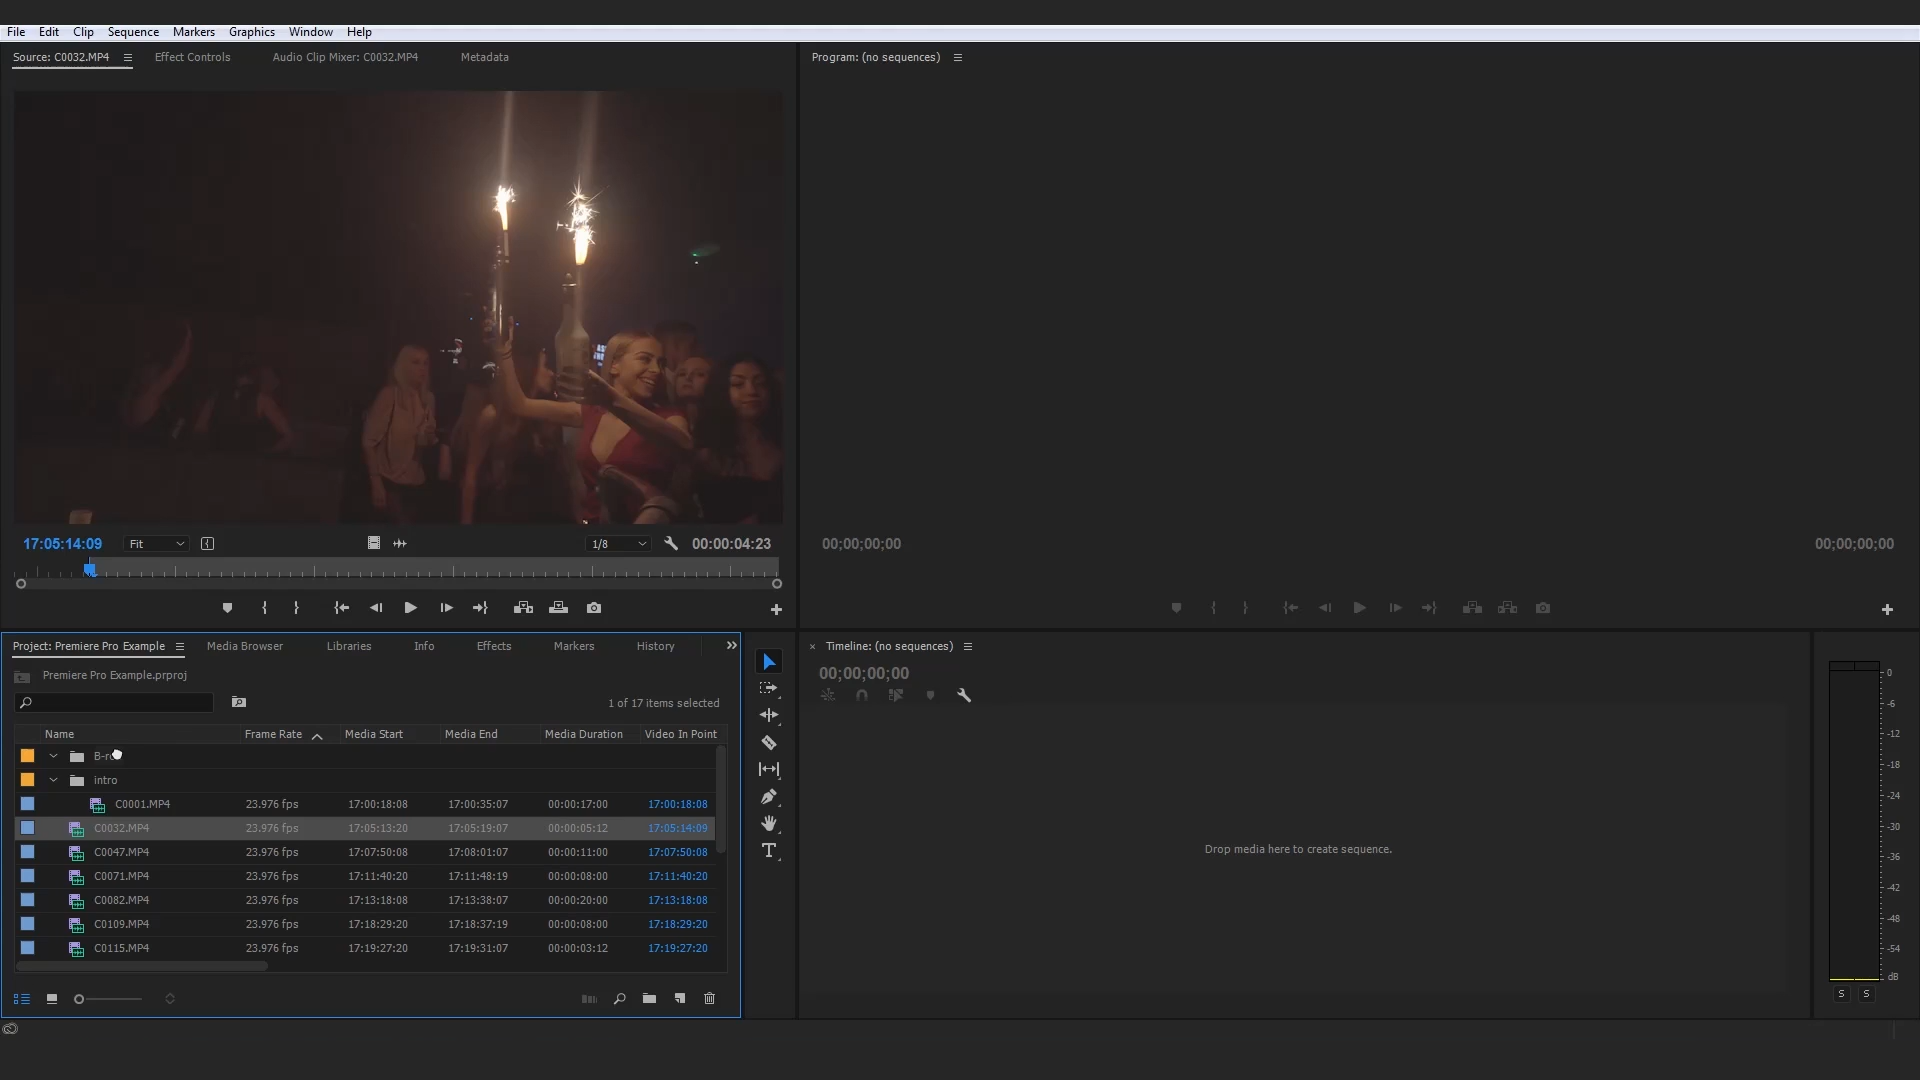 File Edit Clip Sequence Markers Graphics Window Help
Source: C0032.MP4 Effect Controls Audio Clip Mixer: C0032.MP4 Metadata
Program: (no sequences)
17:05:14:09 Fit 1/8 00:00:04:23
00;00;00;00 00;00;00;00
Project: Premiere Pro Example Media Browser Libraries Info Effects Markers History
Premiere Pro Example.prproj
1 of 17 items selected
Name Frame Rate Media Start Media End Media Duration Video In Point
intro
C0001.MP4 23.976 fps 17:00:18:08 17:00:35:07 00:00:17:00 17:00:18:08
C0032.MP4 23.976 fps 17:05:13:20 17:05:19:07 00:00:05:12 17:05:14:09
C0047.MP4 23.976 fps 17:07:50:08 17:08:01:07 00:00:11:00 17:07:50:08
C0071.MP4 23.976 fps 17:11:40:20 17:11:48:19 00:00:08:00 17:11:40:20
C0082.MP4 23.976 fps 17:13:18:08 17:13:38:07 00:00:20:00 17:13:18:08
C0109.MP4 23.976 fps 17:18:29:20 17:18:37:19 00:00:08:00 17:18:29:20
C0115.MP4 23.976 fps 17:19:27:20 17:19:31:07 00:00:03:12 17:19:27:20
Timeline: (no sequences)
00;00;00;00
Drop media here to create sequence.
0
-6
-12
-18
-24
-30
-36
-42
-48
-54
dB
S S